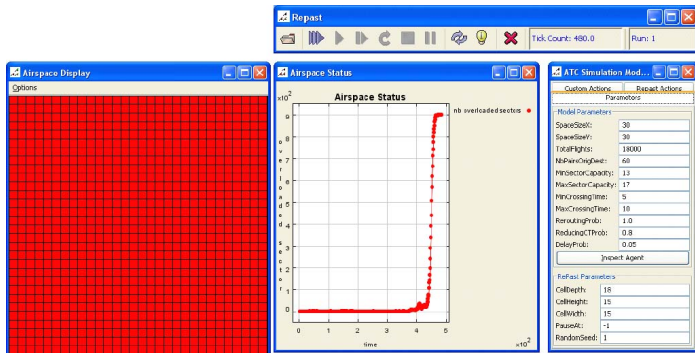 Repast
Tick Count: 480.0
Run: 1
Airspace Display
Options
Airspace Status
x10²
Airspace Status
nb overloaded sectors
overloaded sectors
9
8
7
6
5
4
3
2
1
0
0 1 2 3 4 5
time
x10²
ATC Simulation Mod...
Custom Actions Repast Actions
Parameters
Model Parameters
SpaceSizeX: 30
SpaceSizeY: 30
TotalFlights: 18000
NbPairsOrigDest: 60
MinSectorCapacity: 13
MaxSectorCapacity: 17
MinCrossingTime: 5
MaxCrossingTime: 10
ReroutingProb: 1.0
ReducingCTProb: 0.8
DelayProb: 0.05
Inspect Agent
RePast Parameters
CellDepth: 18
CellHeight: 15
CellWidth: 15
PauseAt: -1
RandomSeed: 1